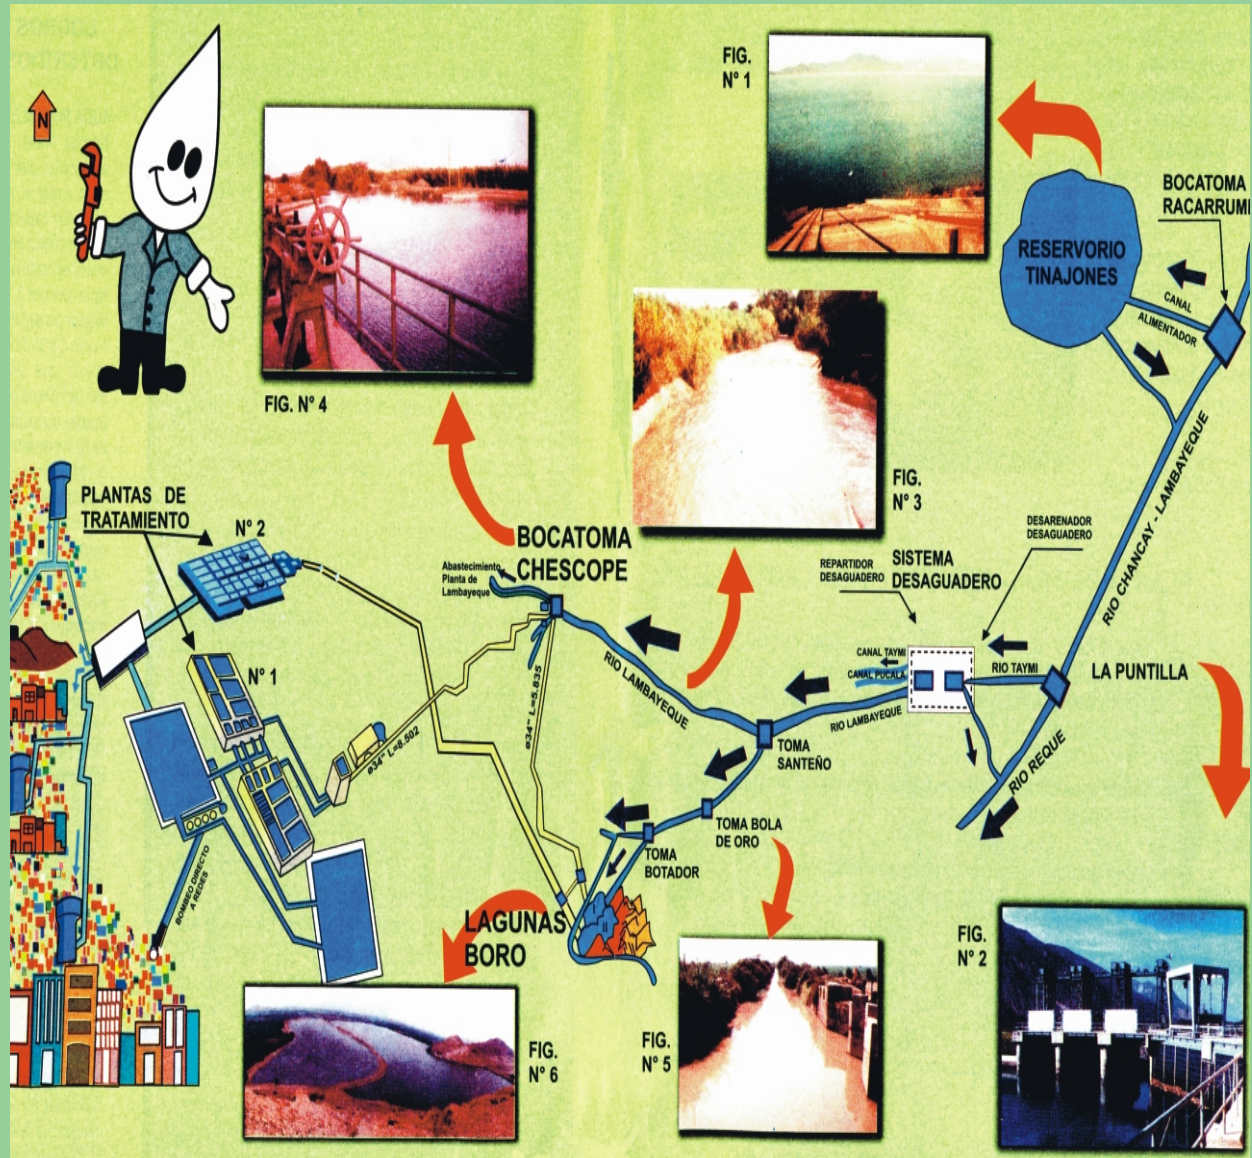 N
FIG.
N° 1
BOCATOMA
RACARRUMI
RESERVORIO
TINAJONES
CANAL
ALIMENTADOR
FIG. N° 4
FIG.
N° 3
RIO CHANCAY - LAMBAYEQUE
PLANTAS DE
TRATAMIENTO
N° 2
BOCATOMA
CHESCOPE
Abastecimiento
Planta de
Lambayeque
DESARENADOR
DESAGUADERO
REPARTIDOR
DESAGUADERO
SISTEMA
DESAGUADERO
CANAL TAYMI
CANAL PUCALA
RIO TAYMI
LA PUNTILLA
N° 1
RIO LAMBAYEQUE
RIO LAMBAYEQUE
ø34" L=5.835
ø34" L=8.502
TOMA
SANTEÑO
RIO REQUE
TOMA BOLA
DE ORO
TOMA
BOTADOR
BOMBEO DIRECTO
A REDES
LAGUNAS
BORO
FIG.
N° 2
FIG.
N° 5
FIG.
N° 6